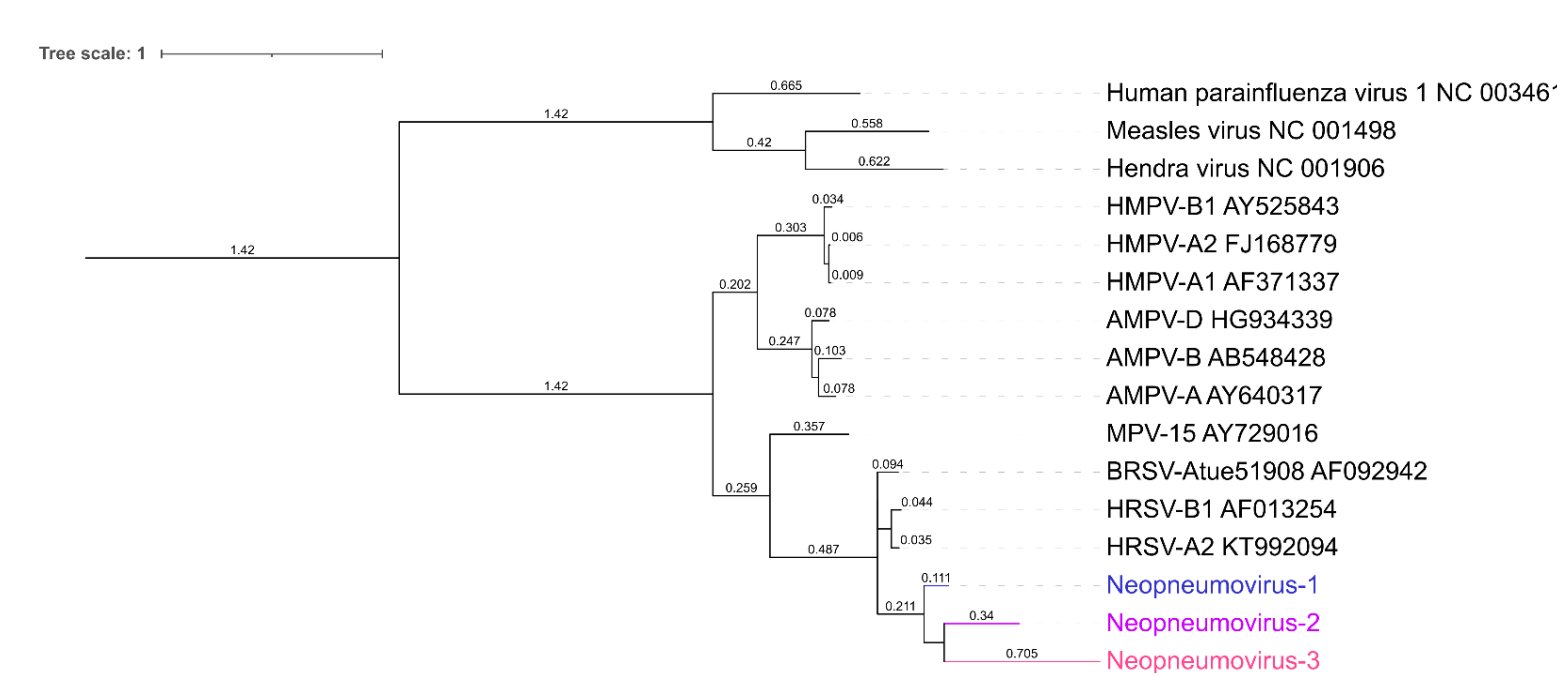 Tree scale: 1
0.665
Human parainfluenza virus 1 NC 003461
1.42
0.558
Measles virus NC 001498
0.42
0.622
Hendra virus NC 001906
0.034
HMPV-B1 AY525843
0.303
0.006
HMPV-A2 FJ168779
1.42
0.009
HMPV-A1 AF371337
0.202
0.078
AMPV-D HG934339
0.247
0.103
AMPV-B AB548428
1.42
0.078
AMPV-A AY640317
0.357
MPV-15 AY729016
0.094
BRSV-Atue51908 AF092942
0.259
0.044
HRSV-B1 AF013254
0.487
0.035
HRSV-A2 KT992094
0.111
Neopneumovirus-1
0.211
0.34
Neopneumovirus-2
0.705
Neopneumovirus-3